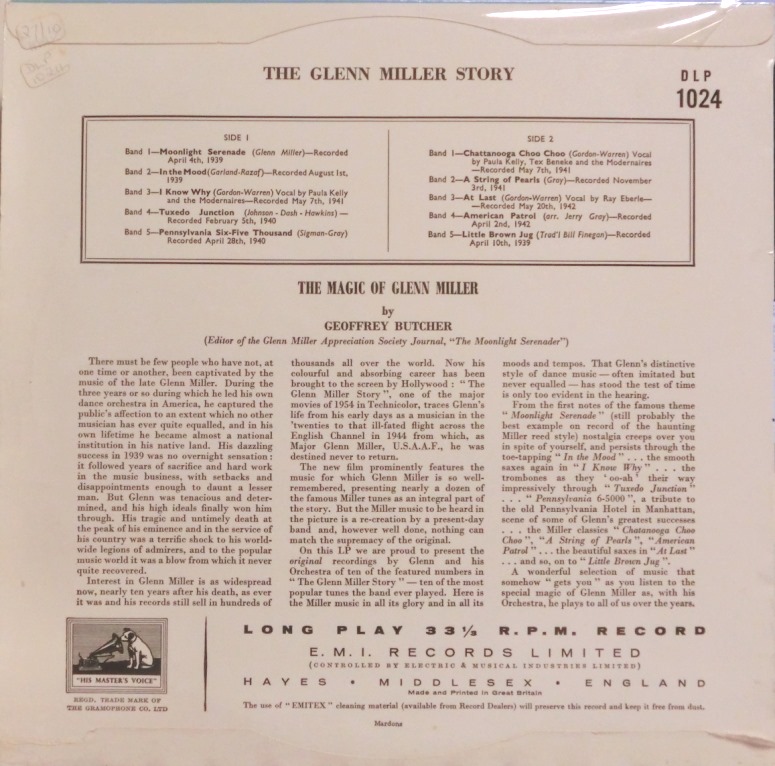 THE GLENN MILLER STORY
DLP
1024
SIDE 1
Band 1—Moonlight Serenade (Glenn Miller)—Recorded
April 4th, 1939
Band 2—In the Mood (Garland-Razaf)—Recorded August 1st,
1939
Band 3—I Know Why (Gordon-Warren) Vocal by Paula Kelly
and the Modernaires—Recorded May 7th, 1941
Band 4—Tuxedo Junction (Johnson - Dash - Hawkins) —
Recorded February 5th, 1940
Band 5—Pennsylvania Six-Five Thousand (Sigman-Gray)
Recorded April 28th, 1940
SIDE 2
Band 1—Chattanooga Choo Choo (Gordon-Warren) Vocal
by Paula Kelly, Tex Beneke and the Modernaires
—Recorded May 7th, 1941
Band 2—A String of Pearls (Gray)—Recorded November
3rd, 1941
Band 3—At Last (Gordon-Warren) Vocal by Ray Eberle—
—Recorded May 20th, 1942
Band 4—American Patrol (arr. Jerry Gray)—Recorded
April 2nd, 1942
Band 5—Little Brown Jug (Trad'l Bill Finegan)—Recorded
April 10th, 1939
THE MAGIC OF GLENN MILLER
by
GEOFFREY BUTCHER
(Editor of the Glenn Miller Appreciation Society Journal, "The Moonlight Serenader")
There must be few people who have not, at
one time or another, been captivated by the
music of the late Glenn Miller. During the
three years or so during which he led his own
dance orchestra in America, he captured the
public's affection to an extent which no other
musician has ever quite equalled, and in his
own lifetime he became almost a national
institution in his native land. His dazzling
success in 1939 was no overnight sensation :
it followed years of sacrifice and hard work
in the music business, with setbacks and
disappointments enough to daunt a lesser
man. But Glenn was tenacious and deter-
mined, and his high ideals finally won him
through. His tragic and untimely death at
the peak of his eminence and in the service of
his country was a terrific shock to his world-
wide legions of admirers, and to the popular
music world it was a blow from which it never
quite recovered.
Interest in Glenn Miller is as widespread
now, nearly ten years after his death, as ever
it was and his records still sell in hundreds of
thousands all over the world. Now his
colourful and absorbing career has been
brought to the screen by Hollywood : " The
Glenn Miller Story ", one of the major
movies of 1954 in Technicolor, traces Glenn's
life from his early days as a musician in the
'twenties to that ill-fated flight across the
English Channel in 1944 from which, as
Major Glenn Miller, U.S.A.A.F., he was
destined never to return.
The new film prominently features the
music for which Glenn Miller is so well-
remembered, presenting nearly a dozen of
the famous Miller tunes as an integral part of
the story. But the Miller music to be heard in
the picture is a re-creation by a present-day
band and, however well done, nothing can
match the supremacy of the original.
On this LP we are proud to present the
original recordings by Glenn and his
Orchestra of ten of the featured numbers in
" The Glenn Miller Story " — ten of the most
popular tunes the band ever played. Here is
the Miller music in all its glory and in all its
moods and tempos. That Glenn's distinctive
style of dance music — often imitated but
never equalled — has stood the test of time
is only too evident in the hearing.
From the first notes of the famous theme
" Moonlight Serenade " (still probably the
best example on record of the haunting
Miller reed style) nostalgia creeps over you
in spite of yourself, and persists through the
toe-tapping " In the Mood " . . . the smooth
saxes again in " I Know Why " . . . the
trombones as they ' oo-ah ' their way
impressively through " Tuxedo Junction "
. . . " Pennsylvania 6-5000 ", a tribute to
the old Pennsylvania Hotel in Manhattan,
scene of some of Glenn's greatest successes
. . . the Miller classics " Chatanooga Choo
Choo ", "A String of Pearls ", "American
Patrol " . . . the beautiful saxes in "At Last "
. . . and so, on to " Little Brown Jug ".
A wonderful selection of music that
somehow " gets you " as you listen to the
special magic of Glenn Miller as, with his
Orchestra, he plays to all of us over the years.
"HIS MASTER'S VOICE"
REGD. TRADE MARK OF
THE GRAMOPHONE CO. LTD
LONG PLAY 33⅓ R.P.M. RECORD
E.M.I. RECORDS LIMITED
(CONTROLLED BY ELECTRIC & MUSICAL INDUSTRIES LIMITED)
HAYES • MIDDLESEX • ENGLAND
Made and Printed in Great Britain
The use of "EMITEX" cleaning material (available from Record Dealers) will preserve this record and keep it free from dust.
Mardons